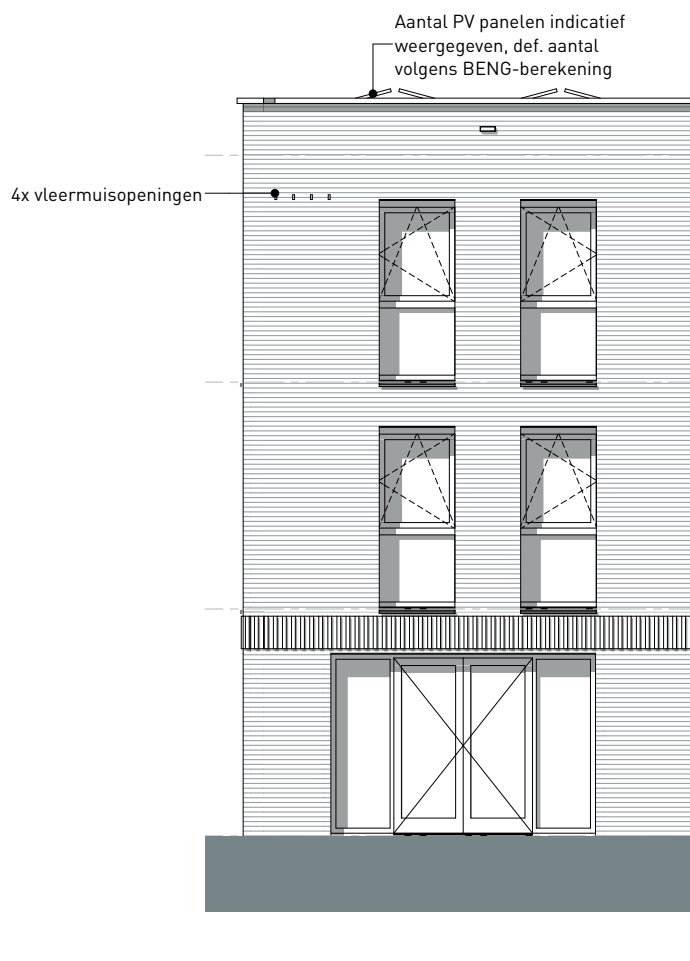 Aantal PV panelen indicatief
weergegeven, def. aantal
volgens BENG-berekening
4x vleermuisopeningen